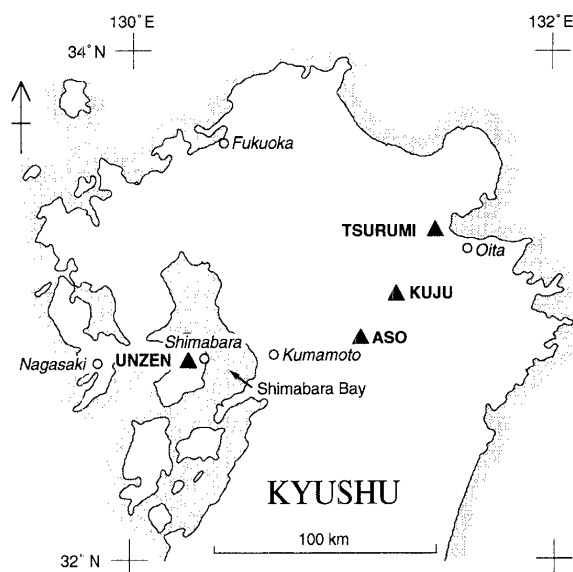 130°E
132°E
34°N
Fukuoka
TSURUMI
Oita
KUJU
Shimabara
ASO
Nagasaki
UNZEN
Kumamoto
Shimabara Bay
KYUSHU
100 km
32°N